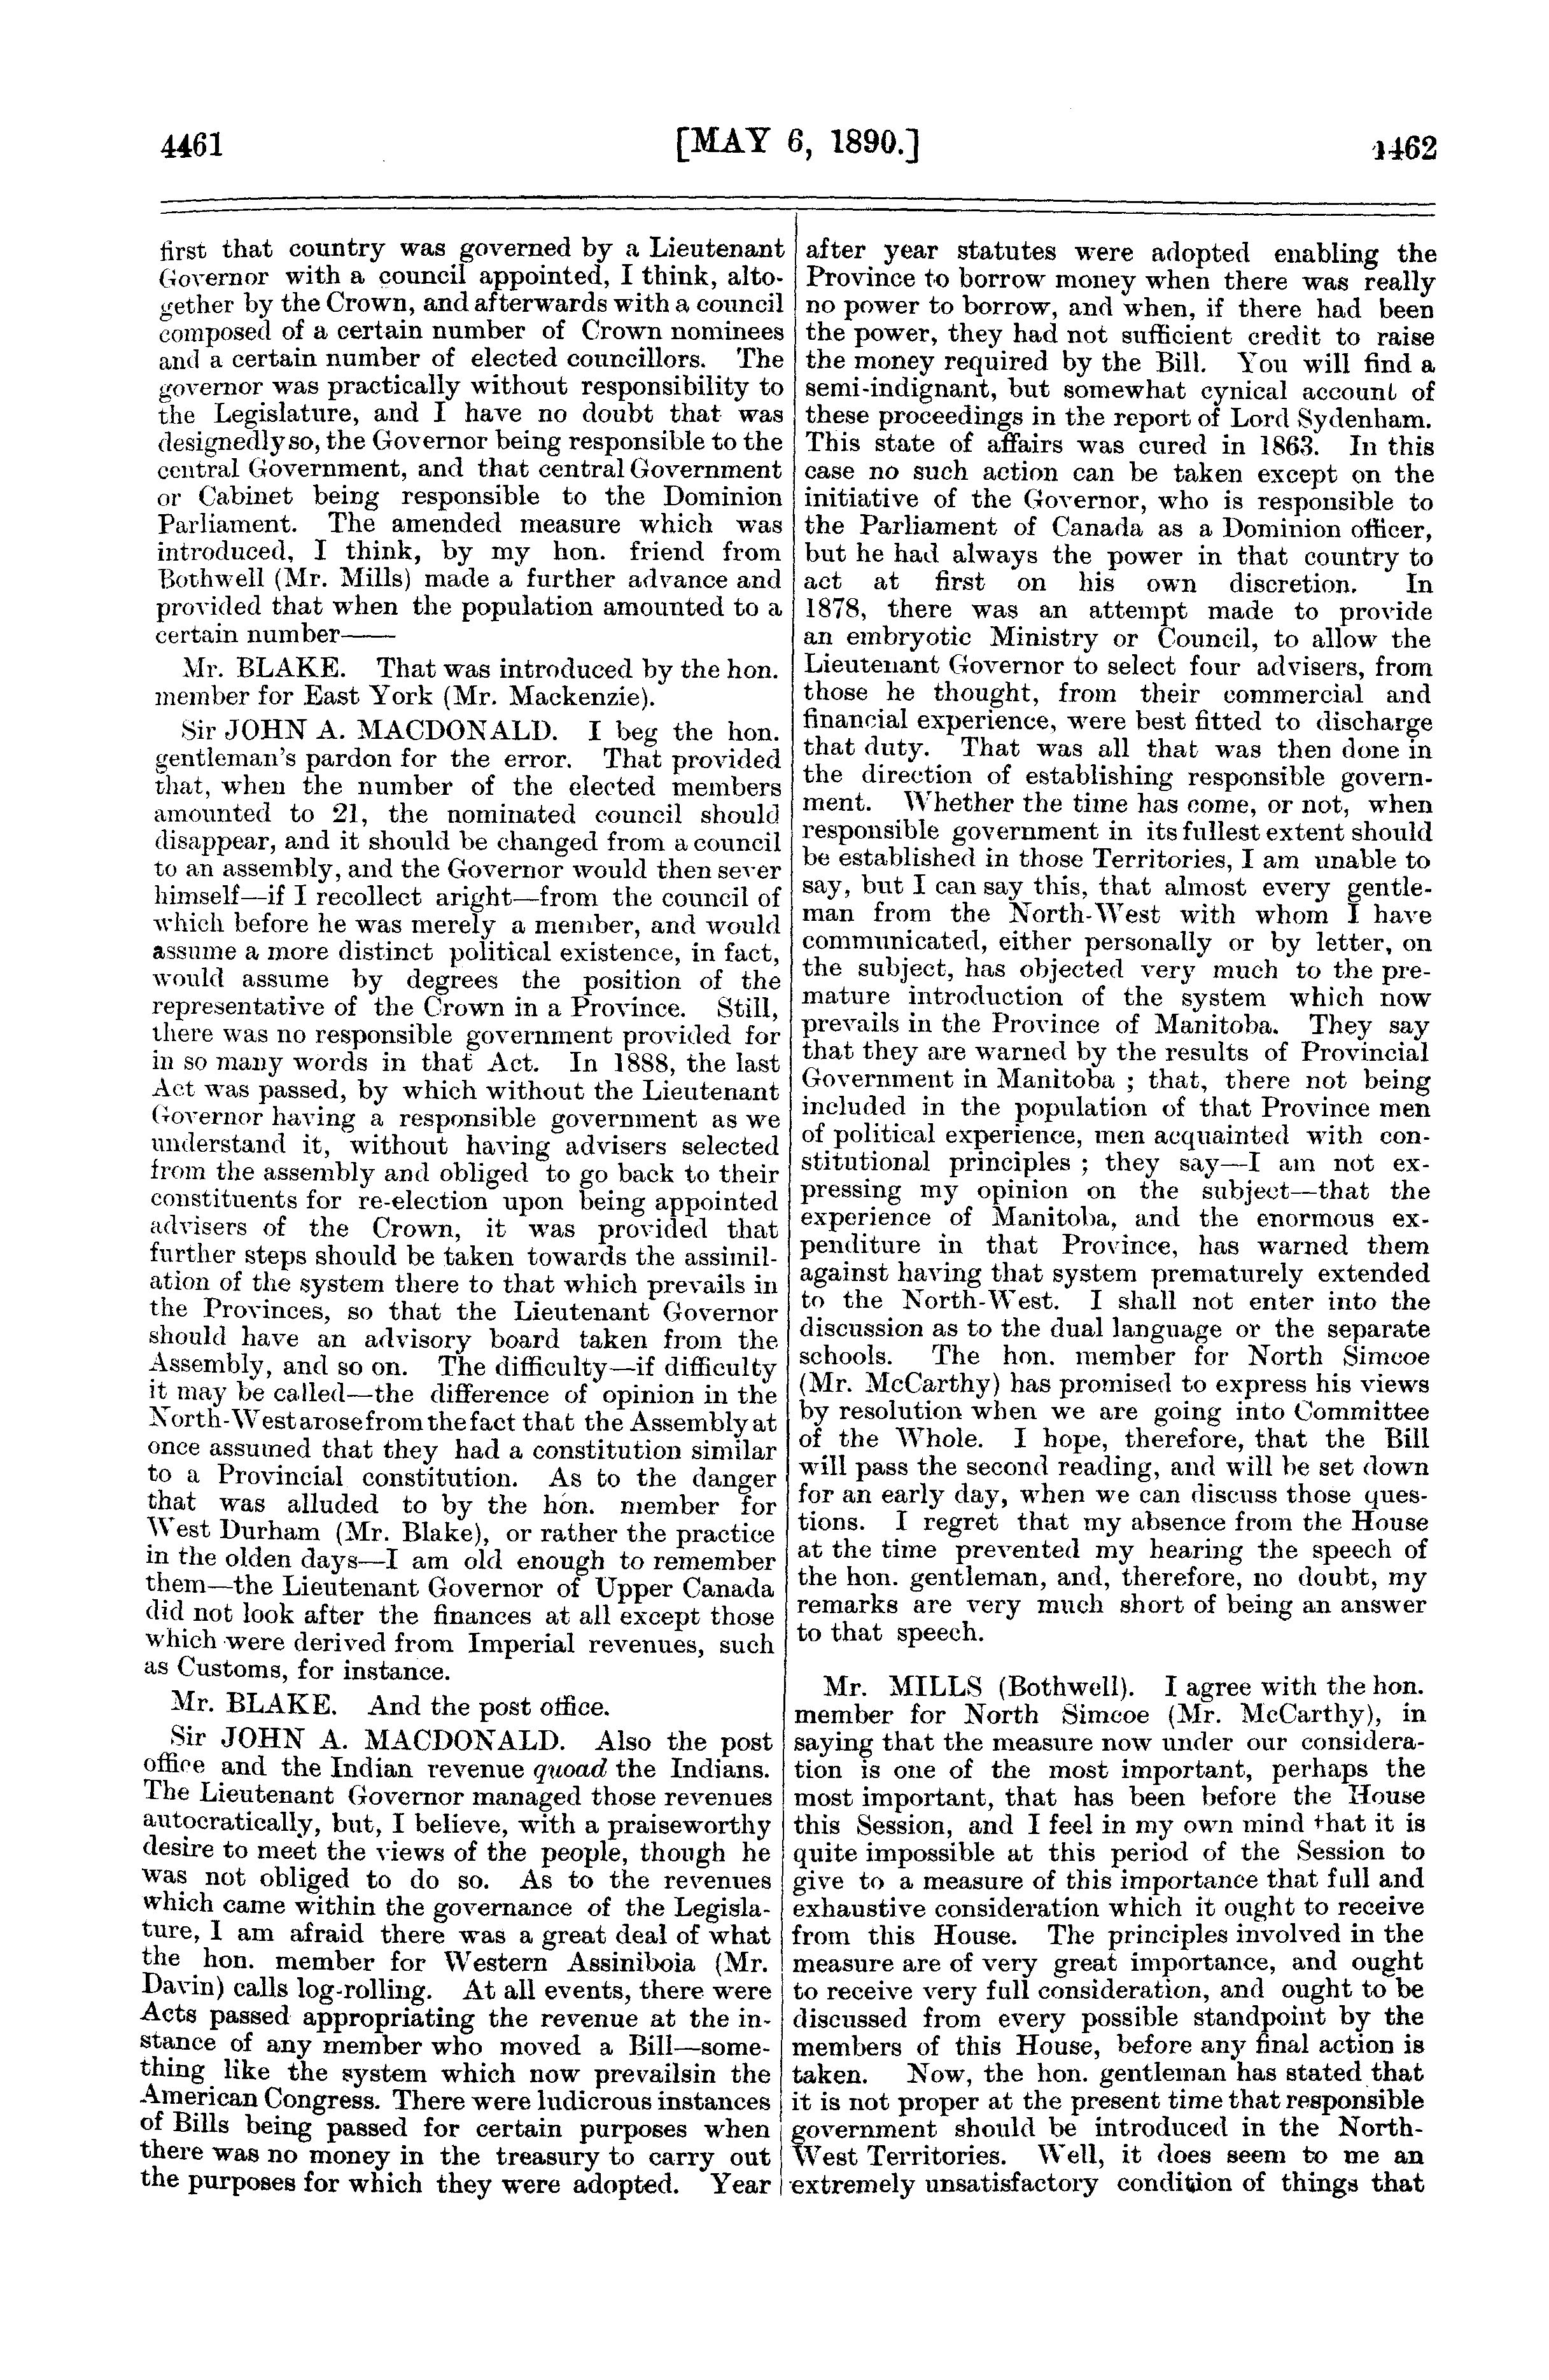 4461
[MAY 6, 1890.]
4462
first that country was governed by a Lieutenant
Governor with a council appointed, I think, alto-
gether by the Crown, and afterwards with a council
composed of a certain number of Crown nominees
and a certain number of elected councillors. The
governor was practically without responsibility to
the Legislature, and I have no doubt that was
designedly so, the Governor being responsible to the
central Government, and that central Government
or Cabinet being responsible to the Dominion
Parliament. The amended measure which was
introduced, I think, by my hon. friend from
Bothwell (Mr. Mills) made a further advance and
provided that when the population amounted to a
certain number——
Mr. BLAKE. That was introduced by the hon.
member for East York (Mr. Mackenzie).
Sir JOHN A. MACDONALD. I beg the hon.
gentleman's pardon for the error. That provided
that, when the number of the elected members
amounted to 21, the nominated council should
disappear, and it should be changed from a council
to an assembly, and the Governor would then sever
himself—if I recollect aright—from the council of
which before he was merely a member, and would
assume a more distinct political existence, in fact,
would assume by degrees the position of the
representative of the Crown in a Province. Still,
there was no responsible government provided for
in so many words in that Act. In 1888, the last
Act was passed, by which without the Lieutenant
Governor having a responsible government as we
understand it, without having advisers selected
from the assembly and obliged to go back to their
constituents for re-election upon being appointed
advisers of the Crown, it was provided that
further steps should be taken towards the assimil-
ation of the system there to that which prevails in
the Provinces, so that the Lieutenant Governor
should have an advisory board taken from the
Assembly, and so on. The difficulty—if difficulty
it may be called—the difference of opinion in the
North-West arose from the fact that the Assembly at
once assumed that they had a constitution similar
to a Provincial constitution. As to the danger
that was alluded to by the hon. member for
West Durham (Mr. Blake), or rather the practice
in the olden days—I am old enough to remember
them—the Lieutenant Governor of Upper Canada
did not look after the finances at all except those
which were derived from Imperial revenues, such
as Customs, for instance.
Mr. BLAKE. And the post office.
Sir JOHN A. MACDONALD. Also the post
office and the Indian revenue quoad the Indians.
The Lieutenant Governor managed those revenues
autocratically, but, I believe, with a praiseworthy
desire to meet the views of the people, though he
was not obliged to do so. As to the revenues
which came within the governance of the Legisla-
ture, I am afraid there was a great deal of what
the hon. member for Western Assiniboia (Mr.
Davin) calls log-rolling. At all events, there were
Acts passed appropriating the revenue at the in-
stance of any member who moved a Bill—some-
thing like the system which now prevails in the
American Congress. There were ludicrous instances
of Bills being passed for certain purposes when
there was no money in the treasury to carry out
the purposes for which they were adopted. Year
after year statutes were adopted enabling the
Province to borrow money when there was really
no power to borrow, and when, if there had been
the power, they had not sufficient credit to raise
the money required by the Bill. You will find a
semi-indignant, but somewhat cynical account of
these proceedings in the report of Lord Sydenham.
This state of affairs was cured in 1863. In this
case no such action can be taken except on the
initiative of the Governor, who is responsible to
the Parliament of Canada as a Dominion officer,
but he had always the power in that country to
act at first on his own discretion. In
1878, there was an attempt made to provide
an embryotic Ministry or Council, to allow the
Lieutenant Governor to select four advisers, from
those he thought, from their commercial and
financial experience, were best fitted to discharge
that duty. That was all that was then done in
the direction of establishing responsible govern-
ment. Whether the time has come, or not, when
responsible government in its fullest extent should
be established in those Territories, I am unable to
say, but I can say this, that almost every gentle-
man from the North-West with whom I have
communicated, either personally or by letter, on
the subject, has objected very much to the pre-
mature introduction of the system which now
prevails in the Province of Manitoba. They say
that they are warned by the results of Provincial
Government in Manitoba ; that, there not being
included in the population of that Province men
of political experience, men acquainted with con-
stitutional principles ; they say—I am not ex-
pressing my opinion on the subject—that the
experience of Manitoba, and the enormous ex-
penditure in that Province, has warned them
against having that system prematurely extended
to the North-West. I shall not enter into the
discussion as to the dual language or the separate
schools. The hon. member for North Simcoe
(Mr. McCarthy) has promised to express his views
by resolution when we are going into Committee
of the Whole. I hope, therefore, that the Bill
will pass the second reading, and will be set down
for an early day, when we can discuss those ques-
tions. I regret that my absence from the House
at the time prevented my hearing the speech of
the hon. gentleman, and, therefore, no doubt, my
remarks are very much short of being an answer
to that speech.
Mr. MILLS (Bothwell). I agree with the hon.
member for North Simcoe (Mr. McCarthy), in
saying that the measure now under our considera-
tion is one of the most important, perhaps the
most important, that has been before the House
this Session, and I feel in my own mind that it is
quite impossible at this period of the Session to
give to a measure of this importance that full and
exhaustive consideration which it ought to receive
from this House. The principles involved in the
measure are of very great importance, and ought
to receive very full consideration, and ought to be
discussed from every possible standpoint by the
members of this House, before any final action is
taken. Now, the hon. gentleman has stated that
it is not proper at the present time that responsible
government should be introduced in the North-
West Territories. Well, it does seem to me an
extremely unsatisfactory condition of things that